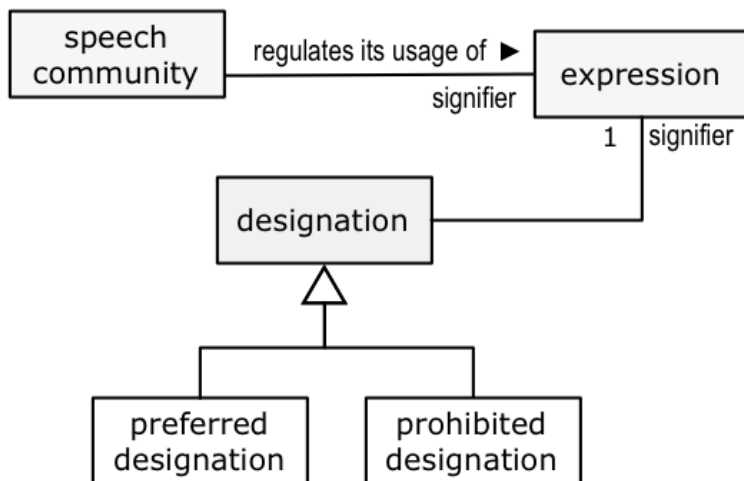 speech
community
regulates its usage of ►
signifier
expression
1
signifier
designation
preferred
designation
prohibited
designation